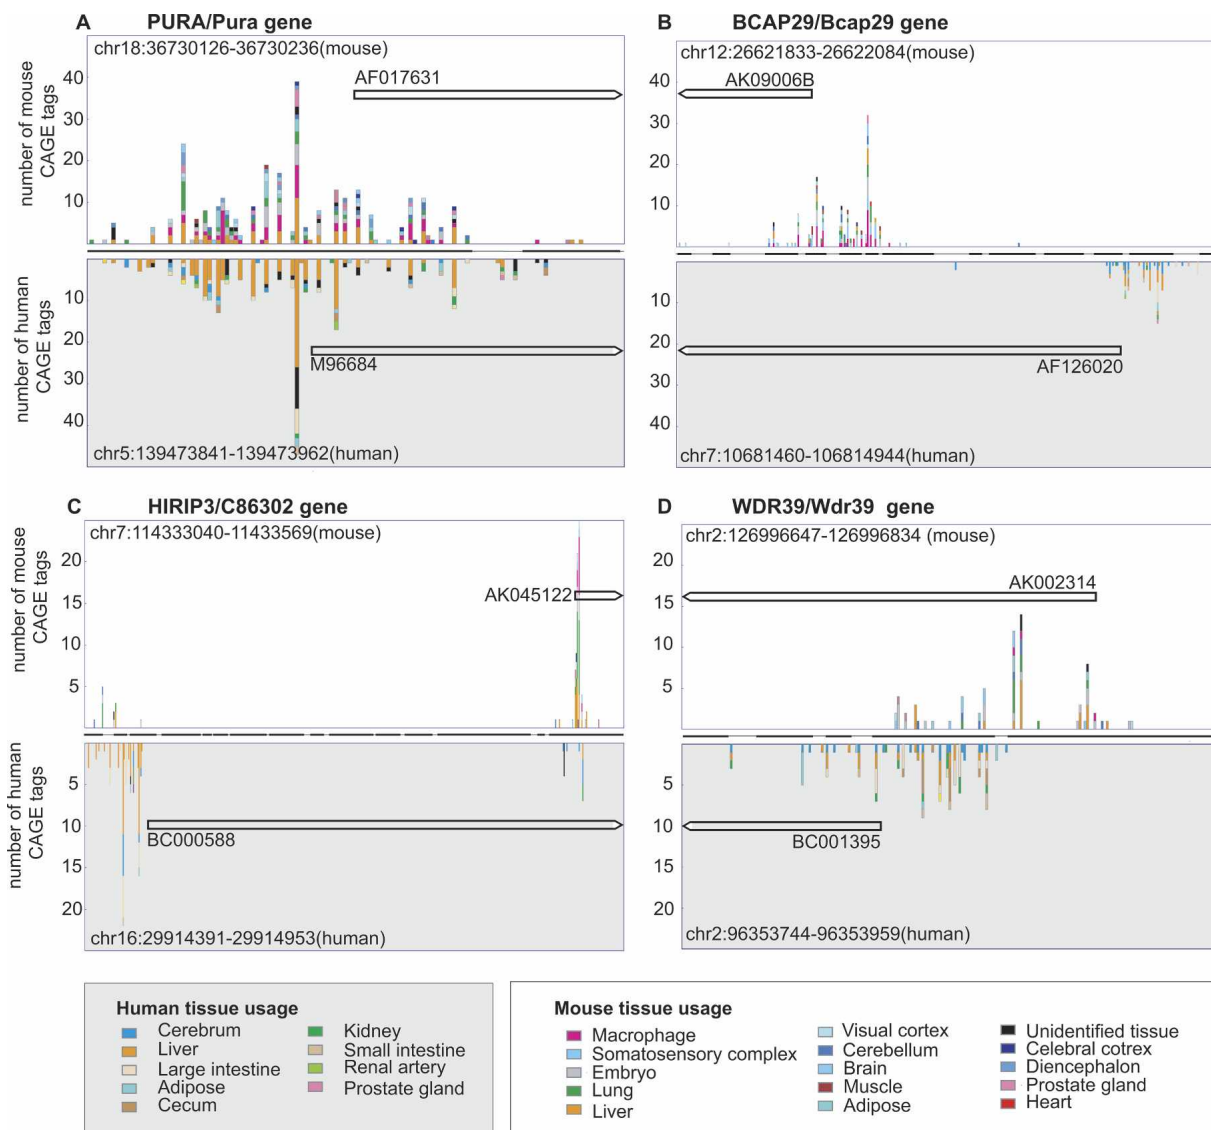 A PURA/Pura gene
chr18:36730126-36730236(mouse)
number of mouse
CAGE tags
40
30
20
10
AF017631
number of human
CAGE tags
10
20
30
40
M96684
chr5:139473841-139473962(human)
B BCAP29/Bcap29 gene
chr12:26621833-26622084(mouse)
40
30
20
10
AK09006B
10
20
30
40
AF126020
chr7:10681460-106814944(human)
C HIRIP3/C86302 gene
chr7:114333040-11433569(mouse)
number of mouse
CAGE tags
20
15
10
5
AK045122
number of human
CAGE tags
5
10
15
20
BC000588
chr16:29914391-29914953(human)
D WDR39/Wdr39 gene
chr2:126996647-126996834 (mouse)
20
15
10
5
AK002314
5
10
15
20
BC001395
chr2:96353744-96353959(human)
Human tissue usage
Cerebrum
Liver
Large intestine
Adipose
Cecum
Kidney
Small intestine
Renal artery
Prostate gland
Mouse tissue usage
Macrophage
Somatosensory complex
Embryo
Lung
Liver
Visual cortex
Cerebellum
Brain
Muscle
Adipose
Unidentified tissue
Celebral cotrex
Diencephalon
Prostate gland
Heart